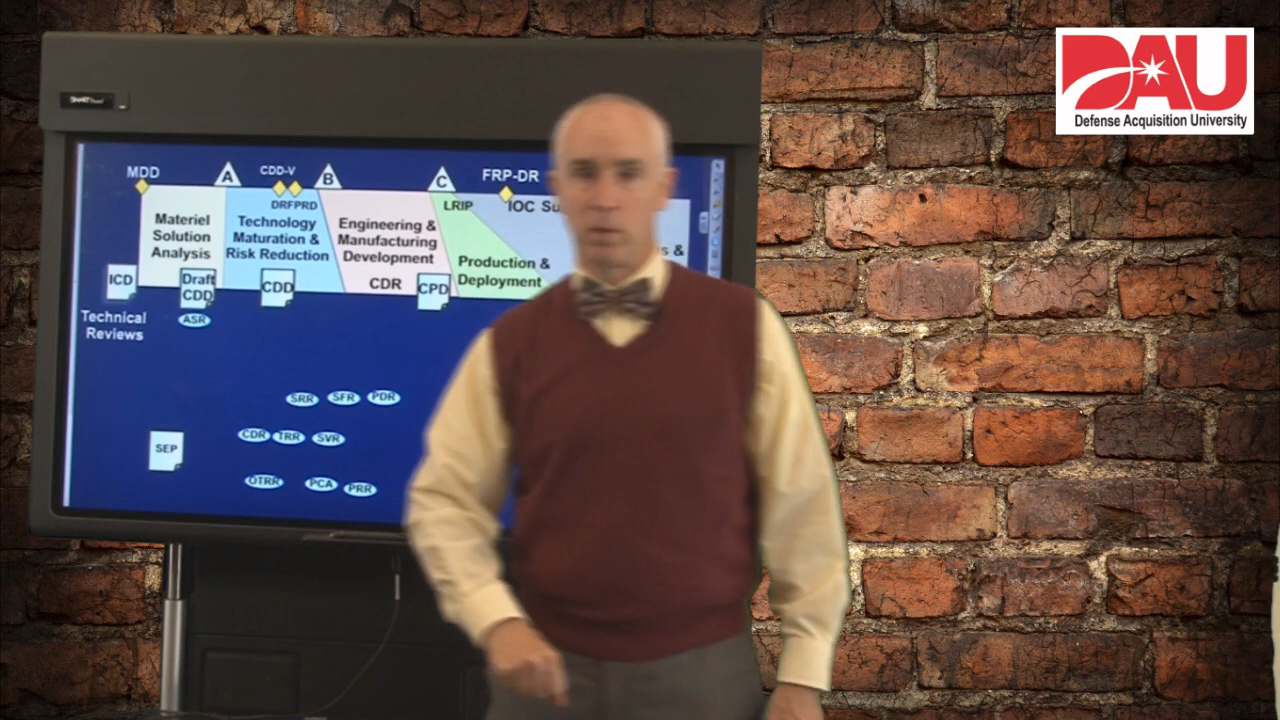 DAU
Defense Acquisition University
MDD
A
CDD-V
B
C
FRP-DR
DRFPRD
LRIP
IOC Su
Materiel
Solution
Analysis
Technology
Maturation &
Risk Reduction
Engineering &
Manufacturing
Development
CDR
Production &
Deployment
&
ICD
Draft
CDD
CDD
CPD
Technical
Reviews
ASR
SRR SFR PDR
CDR TRR SVR
SEP
OTRR PCA PRR